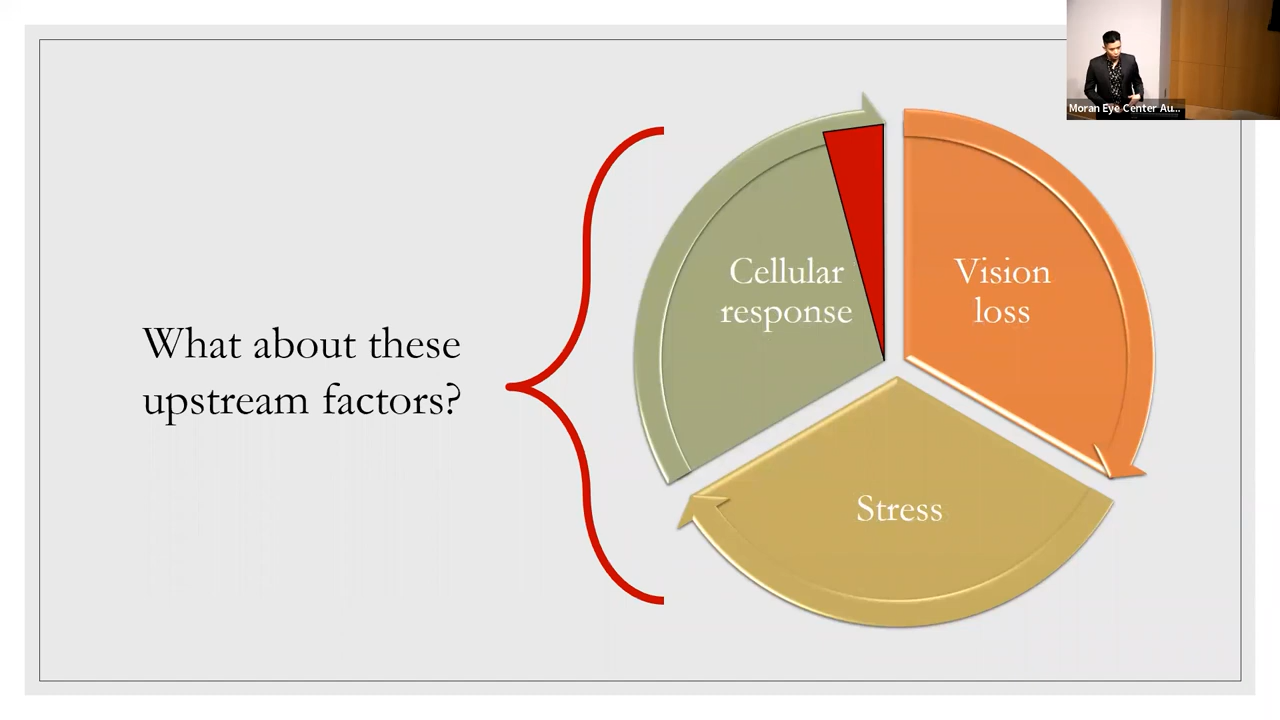 Moran Eye Center Au...
What about these
upstream factors?
Cellular
response
Vision
loss
Stress